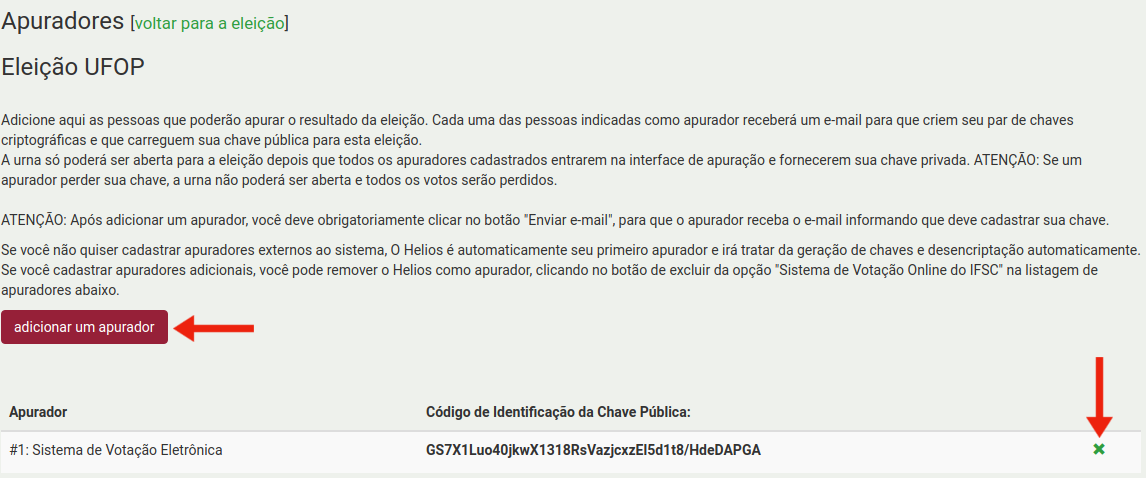 Apuradores [voltar para a eleição]
Eleição UFOP
Adicione aqui as pessoas que poderão apurar o resultado da eleição. Cada uma das pessoas indicadas como apurador receberá um e-mail para que criem seu par de chaves
criptográficas e que carreguem sua chave pública para esta eleição.
A urna só poderá ser aberta para a eleição depois que todos os apuradores cadastrados entrarem na interface de apuração e fornecerem sua chave privada. ATENÇÃO: Se um
apurador perder sua chave, a urna não poderá ser aberta e todos os votos serão perdidos.
ATENÇÃO: Após adicionar um apurador, você deve obrigatoriamente clicar no botão "Enviar e-mail", para que o apurador receba o e-mail informando que deve cadastrar sua chave.
Se você não quiser cadastrar apuradores externos ao sistema, O Helios é automaticamente seu primeiro apurador e irá tratar da geração de chaves e desencriptação automaticamente.
Se você cadastrar apuradores adicionais, você pode remover o Helios como apurador, clicando no botão de excluir da opção "Sistema de Votação Online do IFSC" na listagem de
apuradores abaixo.
adicionar um apurador
Apurador Código de Identificação da Chave Pública:
#1: Sistema de Votação Eletrônica GS7X1Luo40jkwX1318RsVazjcxzEI5d1t8/HdeDAPGA